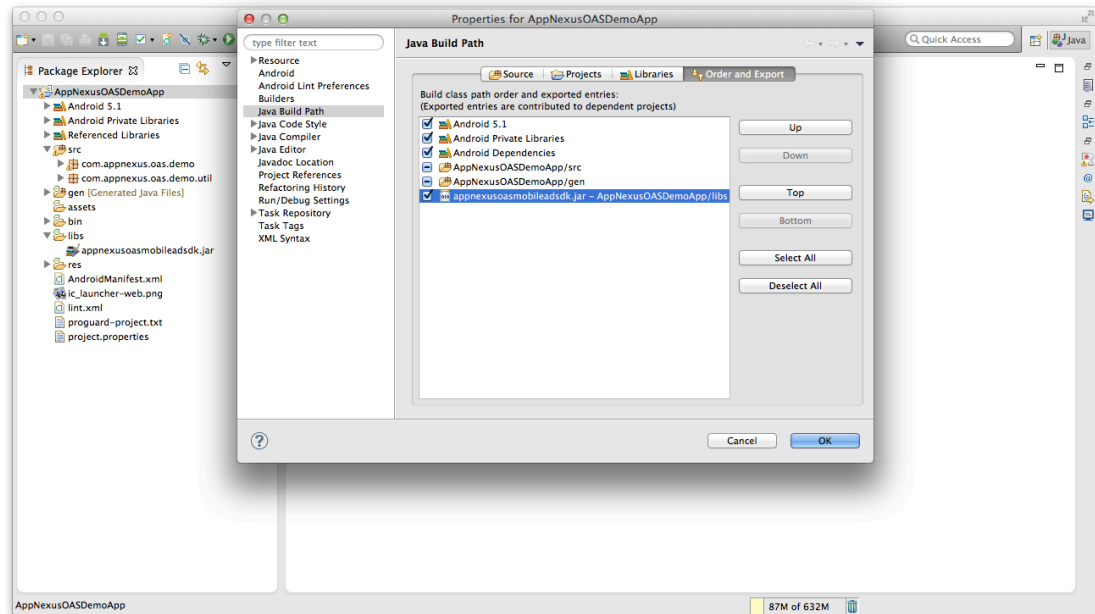 Properties for AppNexusOASDemoApp
Quick Access
Java
Package Explorer
AppNexusOASDemoApp
Android 5.1
Android Private Libraries
Referenced Libraries
src
com.appnexus.oas.demo
com.appnexus.oas.demo.util
gen [Generated Java Files]
assets
bin
libs
appnexusoasmobileadsdk.jar
res
AndroidManifest.xml
ic_launcher-web.png
lint.xml
proguard-project.txt
project.properties
type filter text
Resource
Android
Android Lint Preferences
Builders
Java Build Path
Java Code Style
Java Compiler
Java Editor
Javadoc Location
Project References
Refactoring History
Run/Debug Settings
Task Repository
Task Tags
XML Syntax
Java Build Path
Source Projects Libraries Order and Export
Build class path order and exported entries:
(Exported entries are contributed to dependent projects)
Android 5.1
Android Private Libraries
Android Dependencies
AppNexusOASDemoApp/src
AppNexusOASDemoApp/gen
appnexusoasmobileadsdk.jar - AppNexusOASDemoApp/libs
Up
Down
Top
Bottom
Select All
Deselect All
?
Cancel OK
AppNexusOASDemoApp
87M of 632M